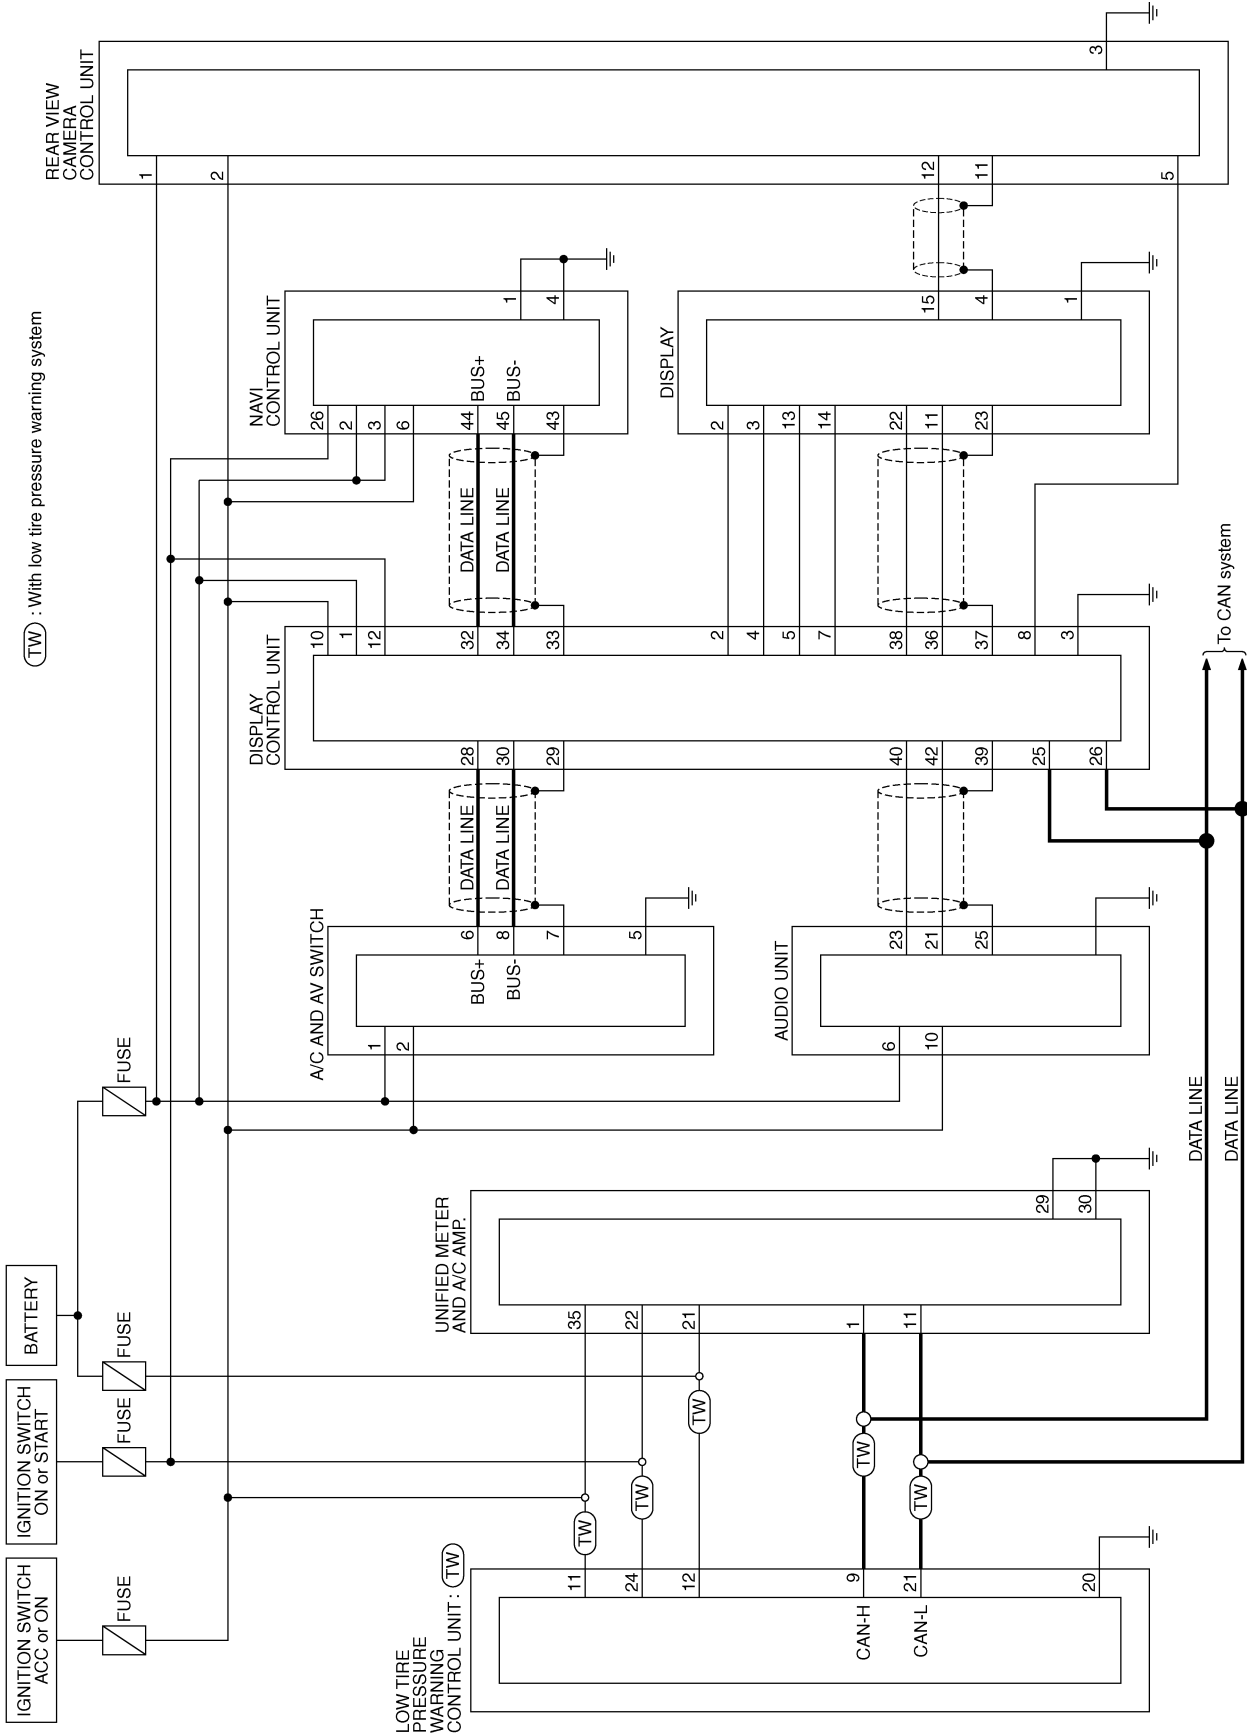 IGNITION SWITCH
ACC or ON
IGNITION SWITCH
ON or START
BATTERY
FUSE
FUSE
FUSE
FUSE
TW : With low tire pressure warning system
REAR VIEW
CAMERA
CONTROL UNIT
1
2
12
11
5
3
NAVI
CONTROL UNIT
26
2
3
6
44
45
43
BUS+
BUS-
1
4
DISPLAY
2
3
13
14
22
11
23
15
4
1
DATA LINE
DATA LINE
DISPLAY
CONTROL UNIT
10
1
12
32
34
33
2
4
5
7
38
36
37
8
3
28
30
29
40
42
39
25
26
DATA LINE
DATA LINE
A/C AND AV SWITCH
1
2
BUS+
BUS-
6
8
7
5
AUDIO UNIT
6
10
23
21
25
To CAN system
DATA LINE
DATA LINE
UNIFIED METER
AND A/C AMP.
35
22
21
1
11
29
30
TW
TW
TW
TW
TW
LOW TIRE
PRESSURE
WARNING
CONTROL UNIT : TW
11
24
12
9
21
20
CAN-H
CAN-L